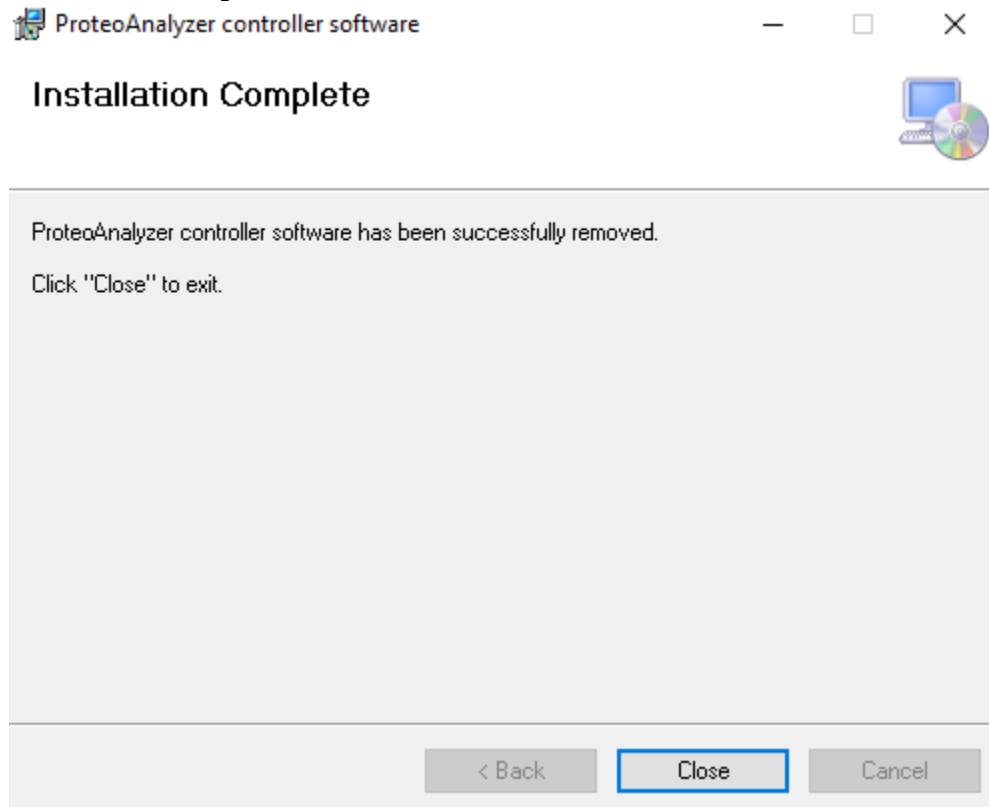 ProteoAnalyzer controller software
Installation Complete
ProteoAnalyzer controller software has been successfully removed.
Click "Close" to exit.
< Back
Close
Cancel